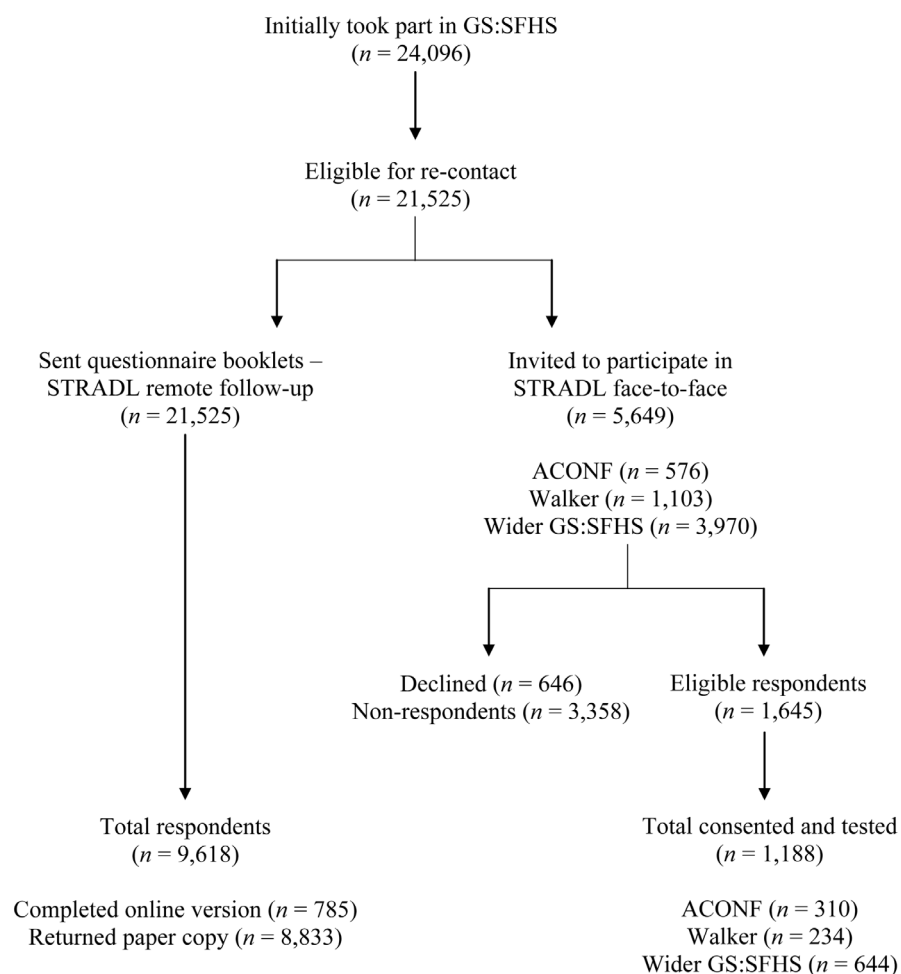 Initially took part in GS:SFHS
(n = 24,096)
Eligible for re-contact
(n = 21,525)
Sent questionnaire booklets –
STRADL remote follow-up
(n = 21,525)
Invited to participate in
STRADL face-to-face
(n = 5,649)
ACONF (n = 576)
Walker (n = 1,103)
Wider GS:SFHS (n = 3,970)
Declined (n = 646)
Non-respondents (n = 3,358)
Eligible respondents
(n = 1,645)
Total respondents
(n = 9,618)
Completed online version (n = 785)
Returned paper copy (n = 8,833)
Total consented and tested
(n = 1,188)
ACONF (n = 310)
Walker (n = 234)
Wider GS:SFHS (n = 644)